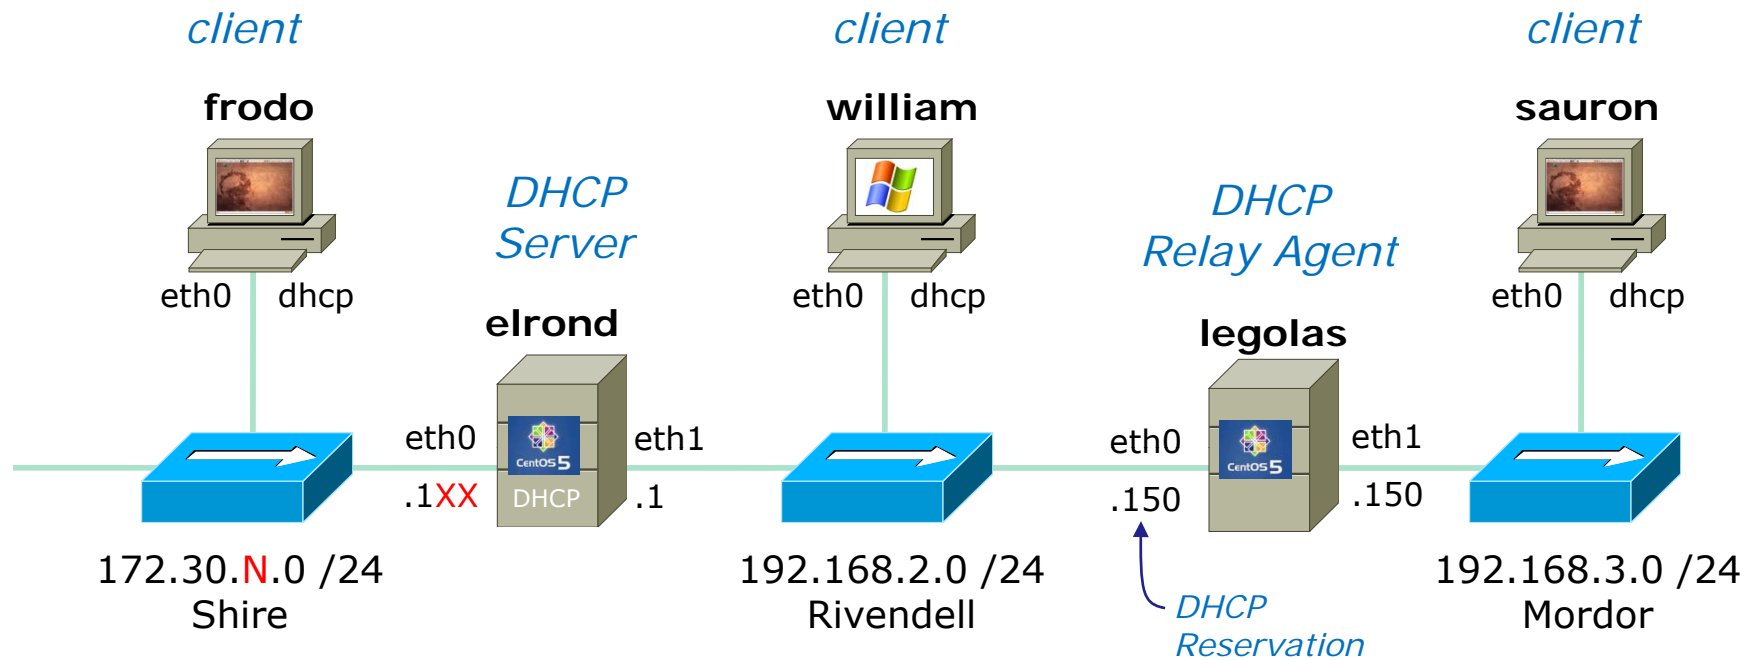 client
client
client
frodo
william
sauron
DHCP
Server
DHCP
Relay Agent
eth0 dhcp
eth0 dhcp
eth0 dhcp
elrond
legolas
eth0
eth1
eth0
eth1
CentOS 5
CentOS 5
.1XX
DHCP
.1
.150
.150
172.30.N.0 /24
Shire
192.168.2.0 /24
Rivendell
192.168.3.0 /24
Mordor
DHCP
Reservation